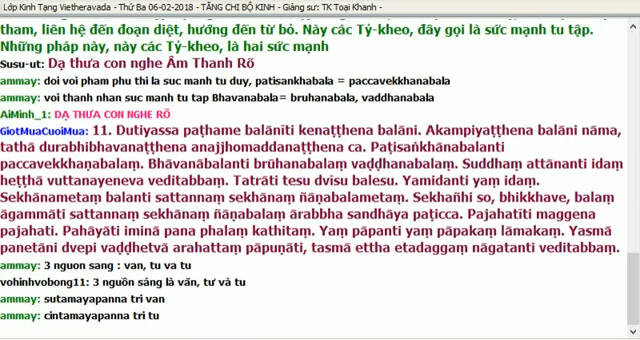 Lớp Kinh Tạng Vietheravada - Thứ Ba 06-02-2018 - TĂNG CHI BỘ KINH - Giảng sư: TK Toại Khanh -
tham, liên hệ đến đoạn diệt, hướng đến từ bỏ. Này các Tỷ-kheo, đây gọi là sức mạnh tu tập.
Những pháp này, này các Tỷ-kheo, là hai sức mạnh
Susu-ut: Dạ thưa con nghe Âm Thanh Rõ
ammay: doi voi pham phu thi la suc manh tu duy, patisankhabala = paccavekkhanabala
ammay: voi thanh nhan suc manh tu tap Bhavanabala= bruhanabala, vaddhanabala
AiMinh_1: DẠ THƯA CON NGHE RÕ
GiotMuaCuoiMua: 11. Dutiyassa paṭhame balānīti kenaṭṭhena balāni. Akampiyaṭṭhena balāni nāma,
tathā durabhibhavanaṭṭhena anajjhomaddanaṭṭhena ca. Paṭisaṅkhānabalanti
paccavekkhaṇabalaṃ. Bhāvanābalanti brūhanabalaṃ vaḍḍhanabalaṃ. Suddhaṃ attānanti idaṃ
heṭṭhā vuttanayeneva veditabbaṃ. Tatrāti tesu dvīsu balesu. Yamidanti yaṃ idaṃ.
Sekhānametaṃ balanti sattannaṃ sekhānaṃ ñāṇabalametaṃ. Sekhañhi so, bhikkhave, balaṃ
āgammāti sattannaṃ sekhānaṃ ñāṇabalaṃ ārabbha sandhāya paṭicca. Pajahatīti maggena
pajahati. Pahāyāti iminā pana phalaṃ kathitaṃ. Yaṃ pāpanti yaṃ pāpakaṃ lāmakaṃ. Yasmā
panetāni dvepi vaḍḍhetvā arahattaṃ pāpuṇāti, tasmā ettha etadaggaṃ nāgatanti veditabbaṃ.
ammay: 3 nguon sang : van, tu va tu
vohinhvobong11: 3 nguồn sáng là văn, tư và tu
ammay: sutamayapanna tri van
ammay: cintamayapanna tri tu